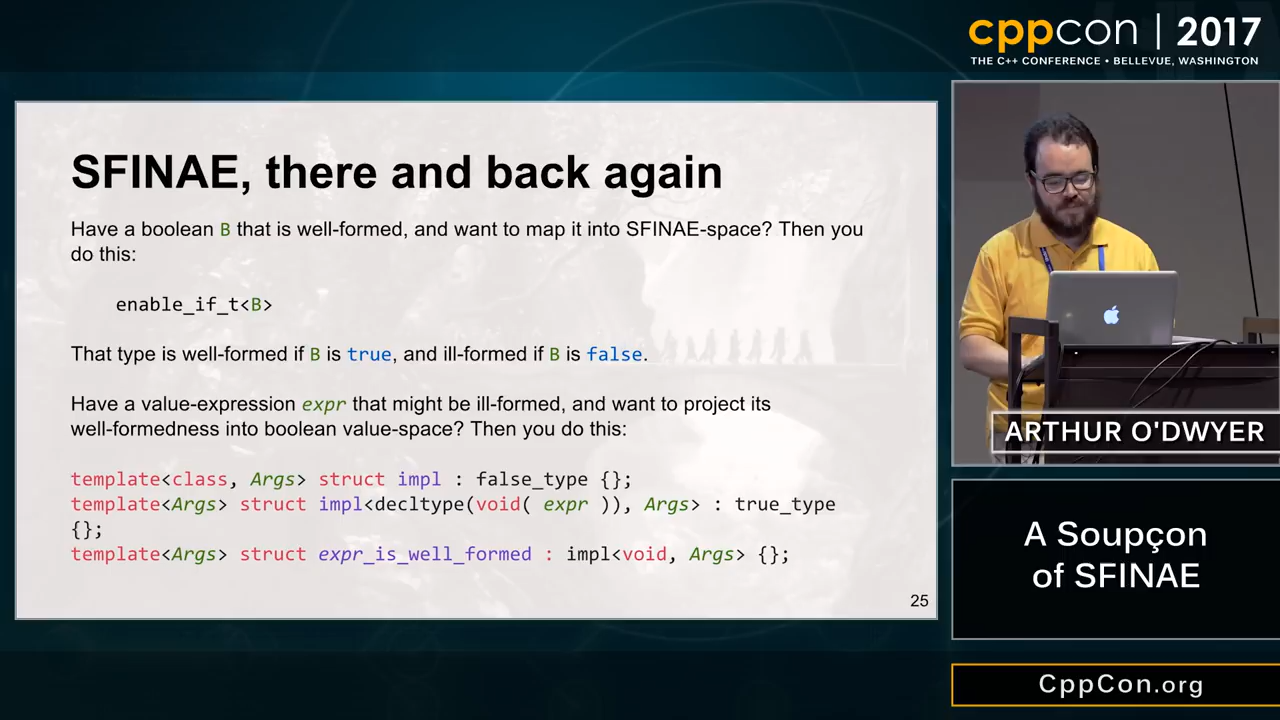 cppcon | 2017
THE C++ CONFERENCE • BELLEVUE, WASHINGTON
SFINAE, there and back again
Have a boolean B that is well-formed, and want to map it into SFINAE-space? Then you
do this:
enable_if_t<B>
That type is well-formed if B is true, and ill-formed if B is false.
Have a value-expression expr that might be ill-formed, and want to project its
well-formedness into boolean value-space? Then you do this:
template<class, Args> struct impl : false_type {};
template<Args> struct impl<decltype(void( expr )), Args> : true_type
{};
template<Args> struct expr_is_well_formed : impl<void, Args> {};
25
ARTHUR O'DWYER
A Soupçon
of SFINAE
CppCon.org